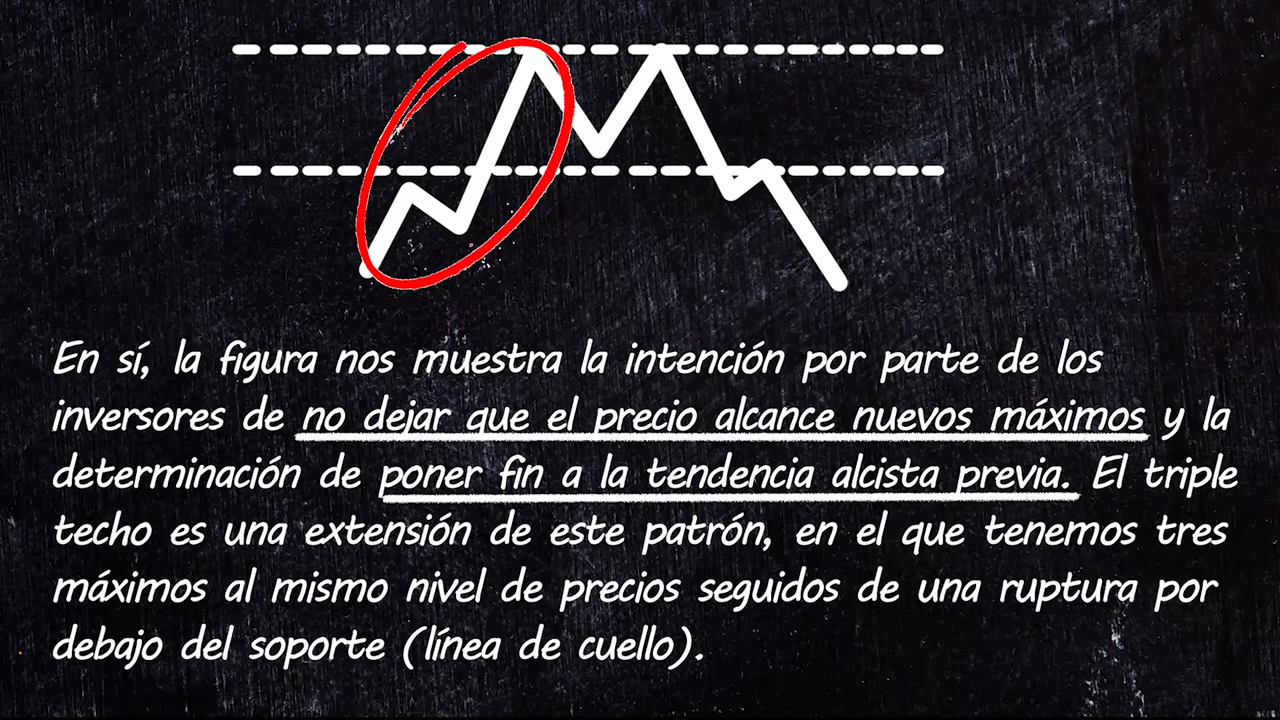 En sí, la figura nos muestra la intención por parte de los
inversores de no dejar que el precio alcance nuevos máximos y la
determinación de poner fin a la tendencia alcista previa. El triple
techo es una extensión de este patrón, en el que tenemos tres
máximos al mismo nivel de precios seguidos de una ruptura por
debajo del soporte (línea de cuello).